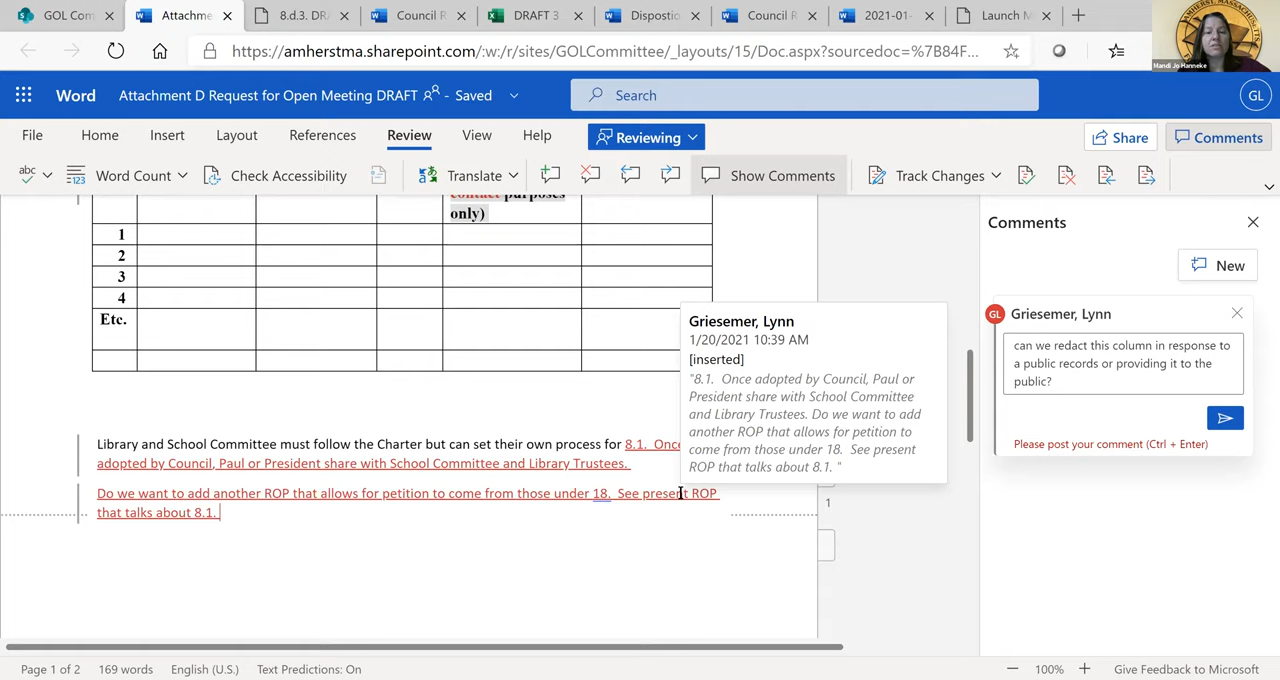 GOL Com
Attachme
8.d.3. DR
Council R
DRAFT 3
Dispostio
Council R
2021-01-
Launch M
https://amherstma.sharepoint.com/:w:/r/sites/GOLCommittee/_layouts/15/Doc.aspx?sourcedoc=%7B84F...
Mandi Jo Hanneke
Word
Attachment D Request for Open Meeting DRAFT - Saved
Search
GL
File Home Insert Layout References Review View Help
Reviewing
Share
Comments
abc
123
Word Count
Check Accessibility
Translate
Show Comments
Track Changes
contact purposes
only)
1
2
3
4
Etc.
Library and School Committee must follow the Charter but can set their own process for 8.1. Once
adopted by Council, Paul or President share with School Committee and Library Trustees.
Do we want to add another ROP that allows for petition to come from those under 18. See present ROP
that talks about 8.1.
Griesemer, Lynn
1/20/2021 10:39 AM
[inserted]
"8.1. Once adopted by Council, Paul or
President share with School Committee
and Library Trustees. Do we want to add
another ROP that allows for petition to
come from those under 18. See present
ROP that talks about 8.1. "
1
Comments
New
GL
Griesemer, Lynn
can we redact this column in response to
a public records or providing it to the
public?
Please post your comment (Ctrl + Enter)
Page 1 of 2
169 words
English (U.S.)
Text Predictions: On
100%
Give Feedback to Microsoft